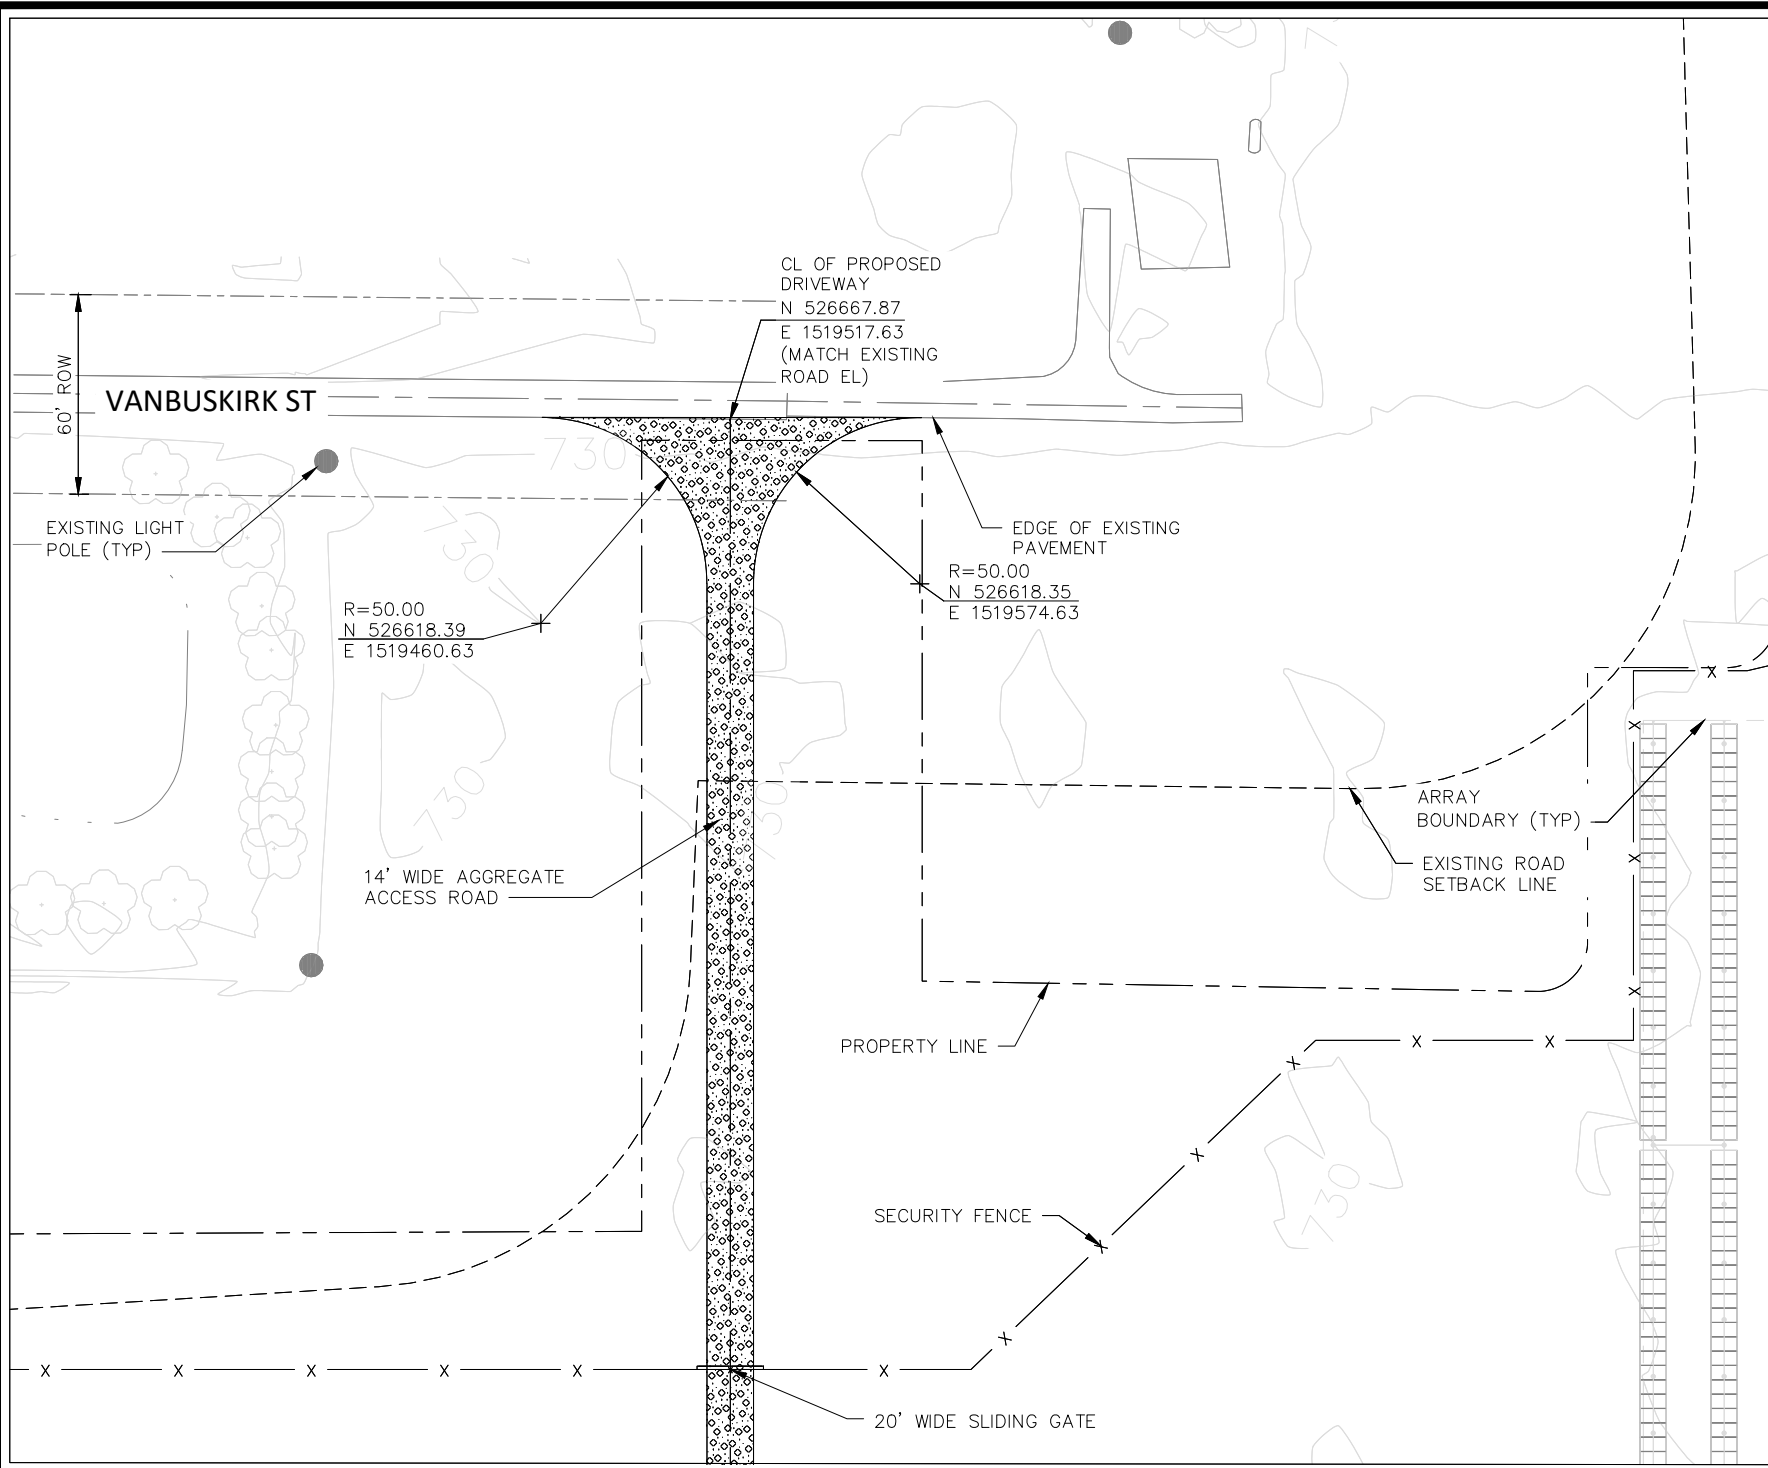 CL OF PROPOSED
DRIVEWAY
N 526667.87
E 1519517.63
(MATCH EXISTING
ROAD EL)
60' ROW
VANBUSKIRK ST
730
EXISTING LIGHT
POLE (TYP)
730
EDGE OF EXISTING
PAVEMENT
R=50.00
N 526618.35
E 1519574.63
R=50.00
N 526618.39
E 1519460.63
730
ARRAY
BOUNDARY (TYP)
EXISTING ROAD
SETBACK LINE
14' WIDE AGGREGATE
ACCESS ROAD
PROPERTY LINE
730
SECURITY FENCE
X X X X X X X
20' WIDE SLIDING GATE